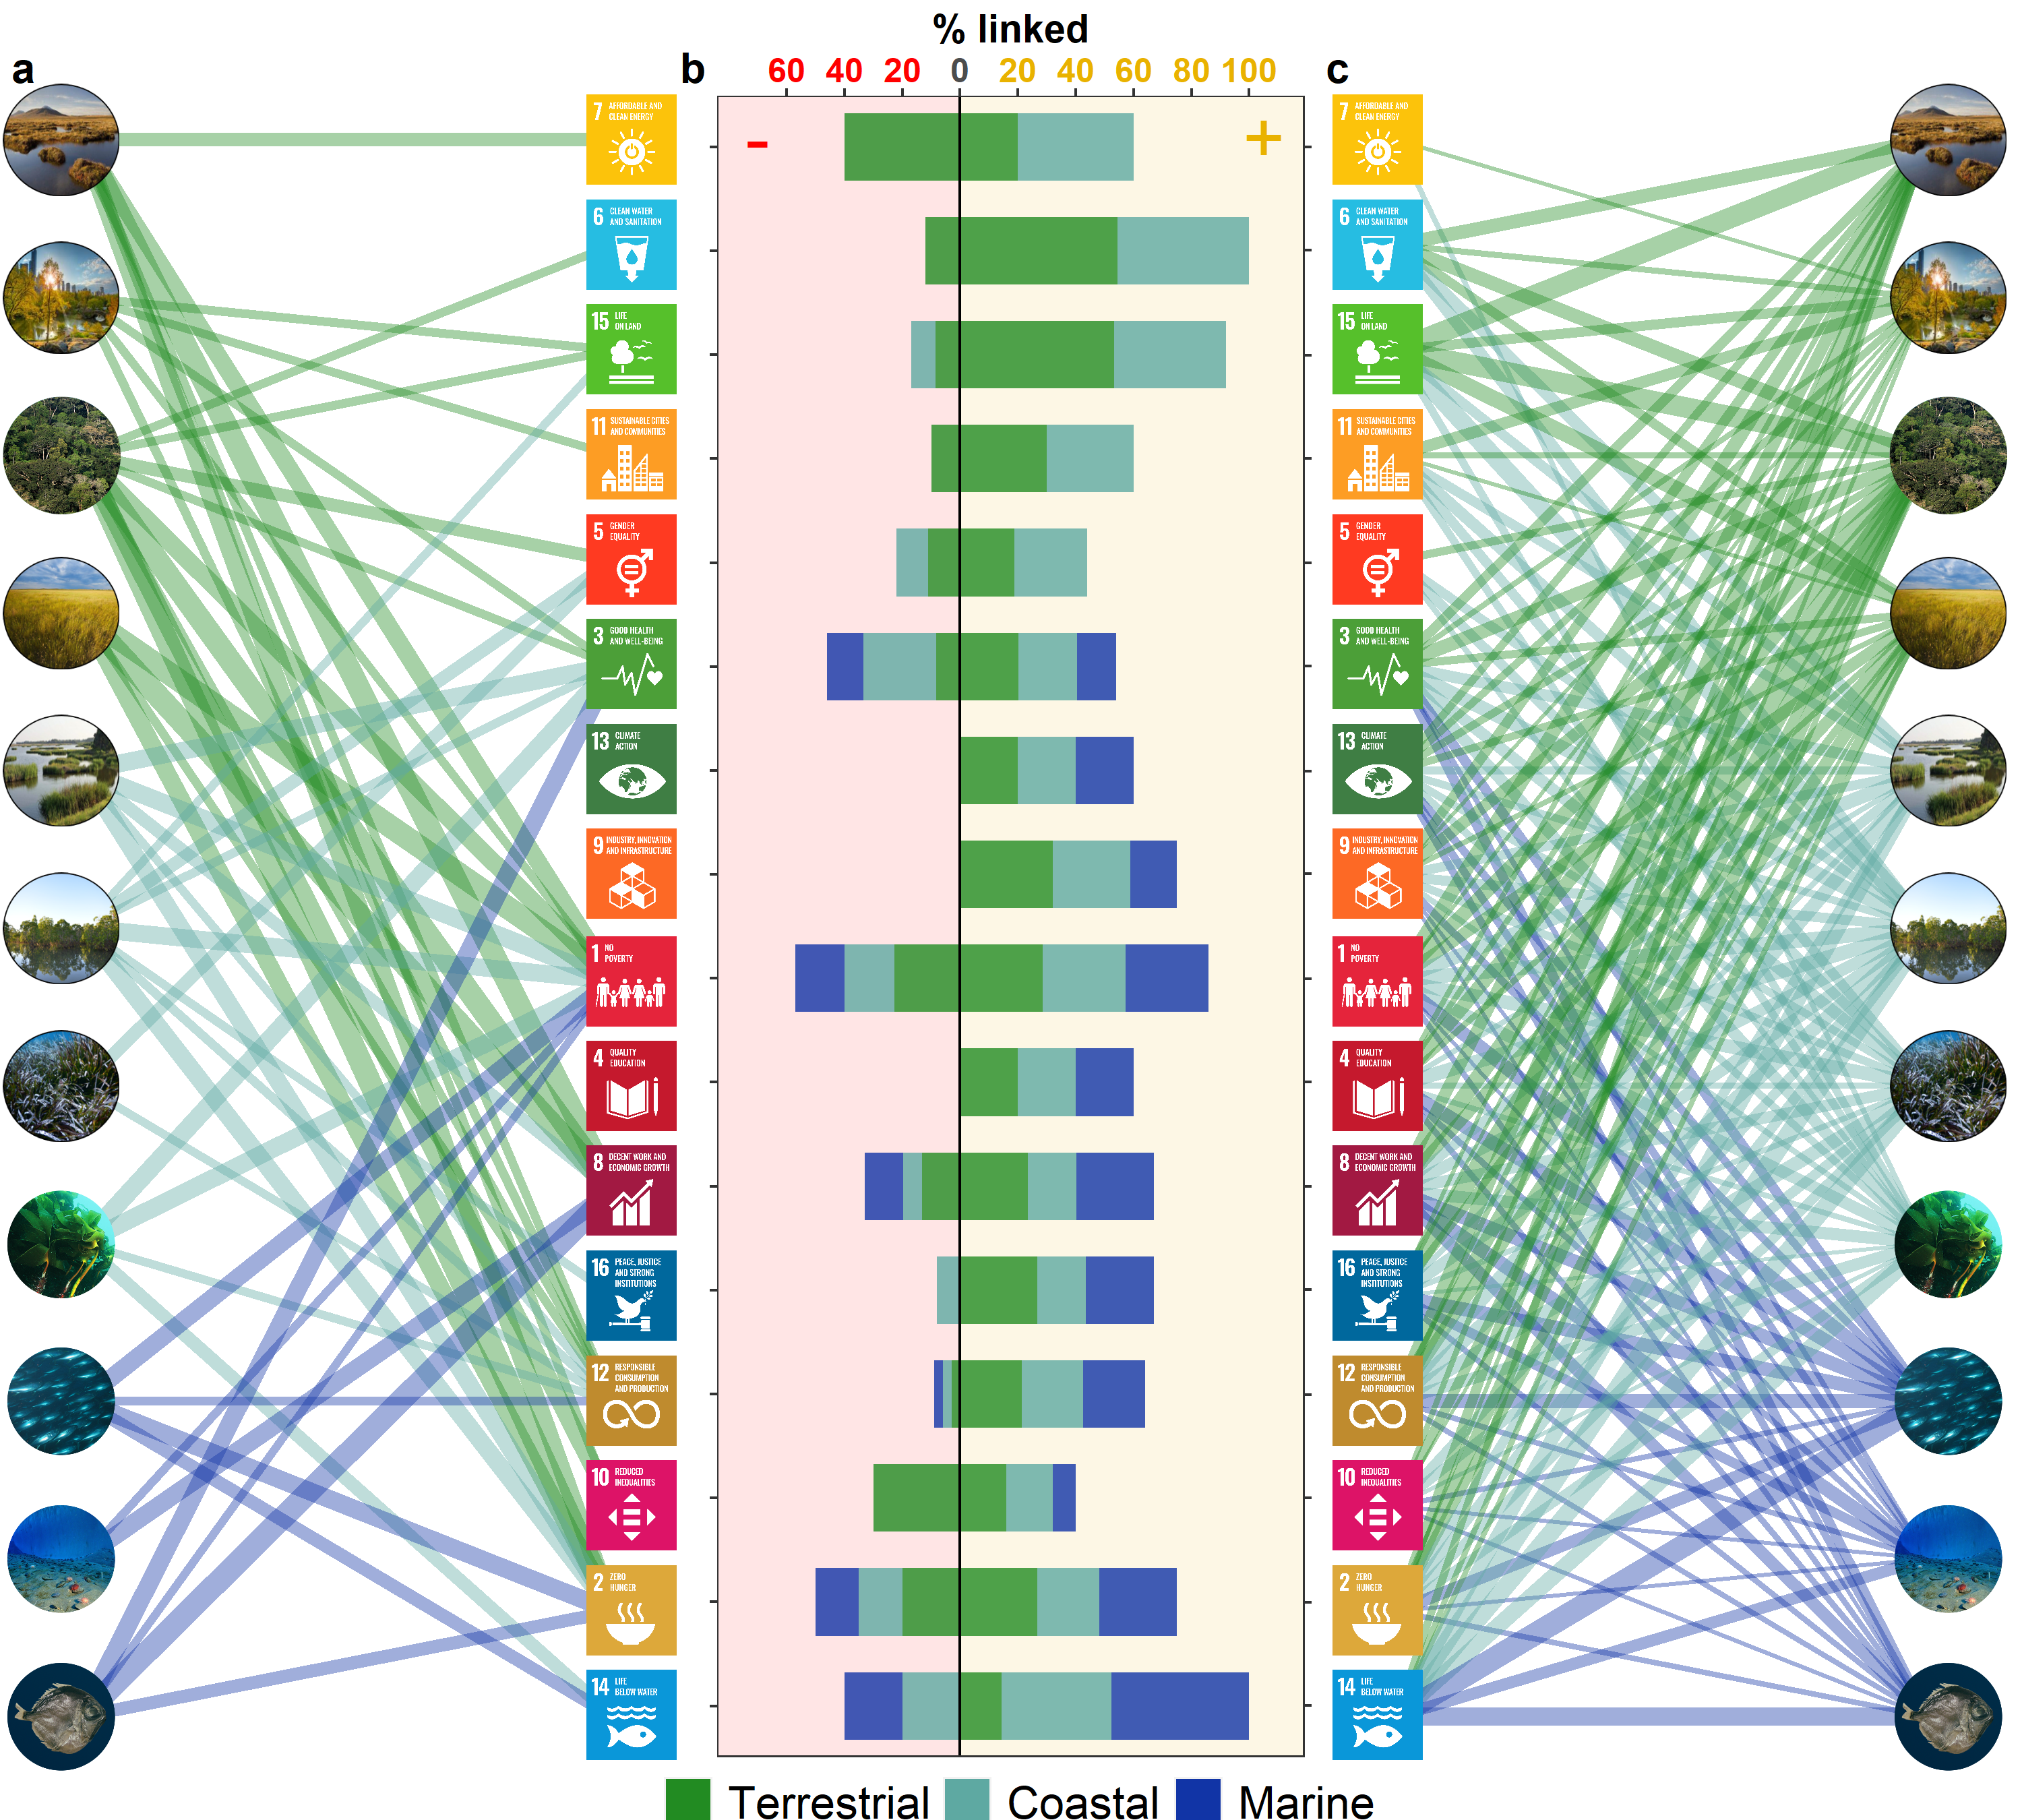 % linked
a
b
60 40 20 0 20 40 60 80 100
c
-
+
7 AFFORDABLE AND
CLEAN ENERGY
6 CLEAN WATER
AND SANITATION
15 LIFE
ON LAND
11 SUSTAINABLE CITIES
AND COMMUNITIES
5 GENDER
EQUALITY
3 GOOD HEALTH
AND WELL-BEING
13 CLIMATE
ACTION
9 INDUSTRY, INNOVATION
AND INFRASTRUCTURE
1 NO
POVERTY
4 QUALITY
EDUCATION
8 DECENT WORK AND
ECONOMIC GROWTH
16 PEACE, JUSTICE
AND STRONG
INSTITUTIONS
12 RESPONSIBLE
CONSUMPTION
AND PRODUCTION
10 REDUCED
INEQUALITIES
2 ZERO
HUNGER
14 LIFE
BELOW WATER
7 AFFORDABLE AND
CLEAN ENERGY
6 CLEAN WATER
AND SANITATION
15 LIFE
ON LAND
11 SUSTAINABLE CITIES
AND COMMUNITIES
5 GENDER
EQUALITY
3 GOOD HEALTH
AND WELL-BEING
13 CLIMATE
ACTION
9 INDUSTRY, INNOVATION
AND INFRASTRUCTURE
1 NO
POVERTY
4 QUALITY
EDUCATION
8 DECENT WORK AND
ECONOMIC GROWTH
16 PEACE, JUSTICE
AND STRONG
INSTITUTIONS
12 RESPONSIBLE
CONSUMPTION
AND PRODUCTION
10 REDUCED
INEQUALITIES
2 ZERO
HUNGER
14 LIFE
BELOW WATER
Terrestrial Coastal Marine